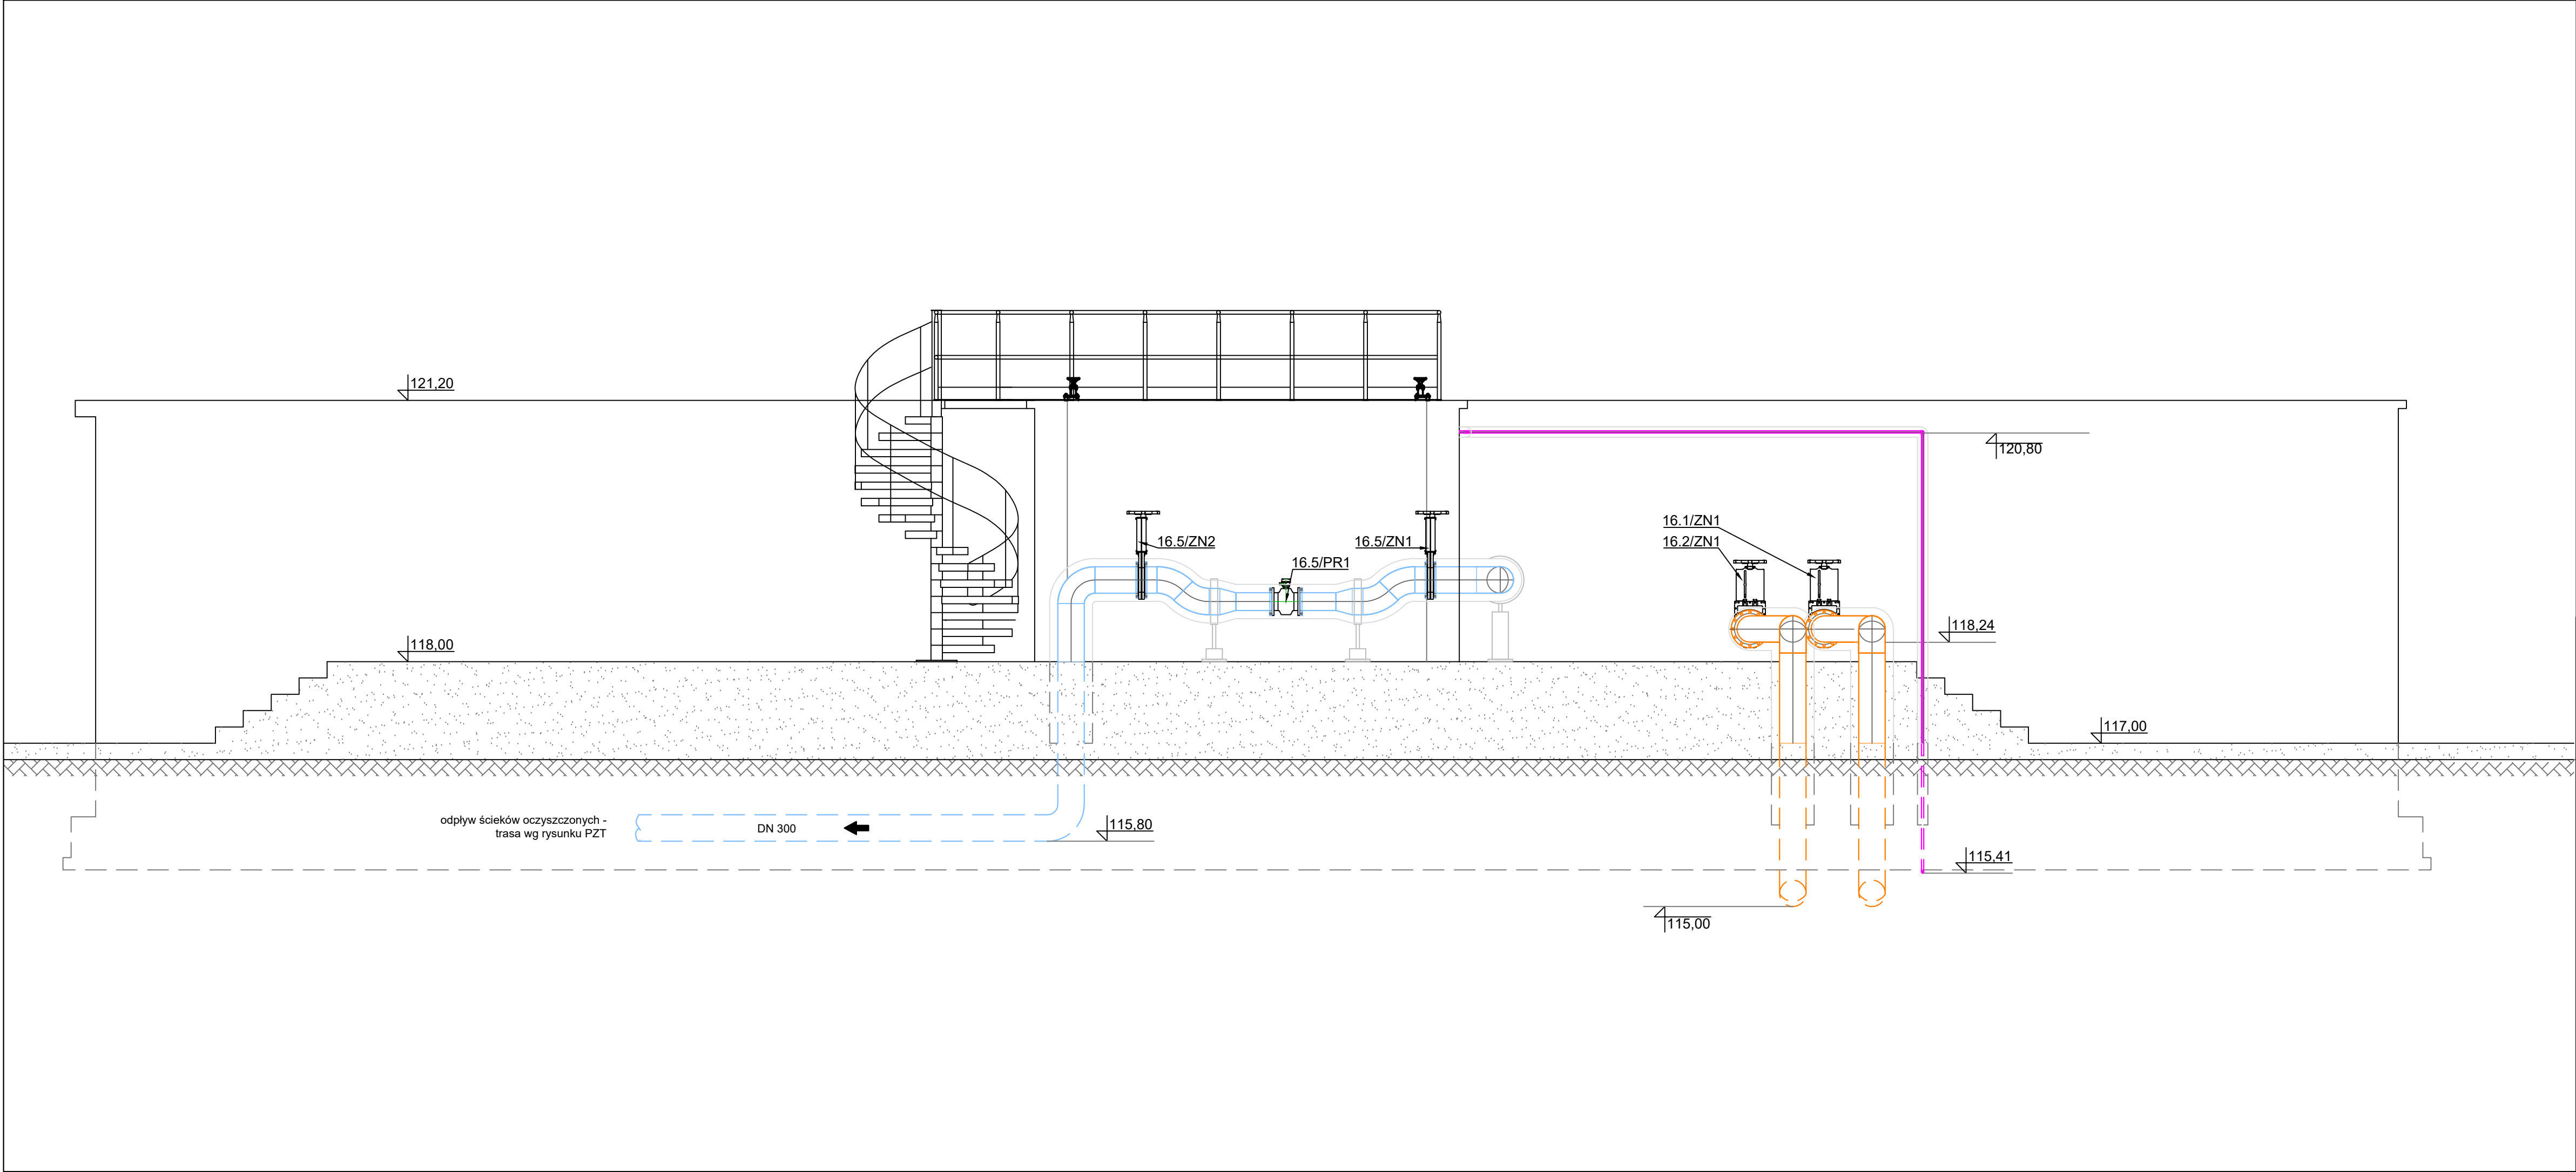 121,20
120,80
16.1/ZN1
16.5/ZN2
16.5/ZN1
16.2/ZN1
16.5/PR1
118,24
118,00
117,00
odpływ ścieków oczyszczonych -
trasa wg rysunku PZT
DN 300
115,80
115,41
115,00